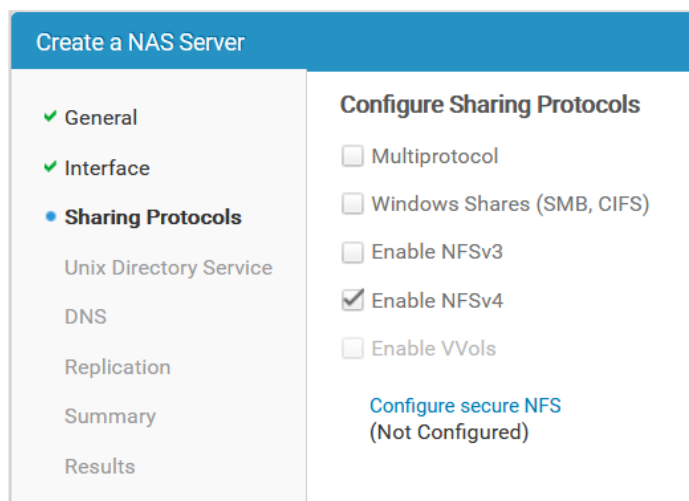 Create a NAS Server
General
Interface
Sharing Protocols
Unix Directory Service
DNS
Replication
Summary
Results
Configure Sharing Protocols
Multiprotocol
Windows Shares (SMB, CIFS)
Enable NFSv3
Enable NFSv4
Enable VVols
Configure secure NFS
(Not Configured)